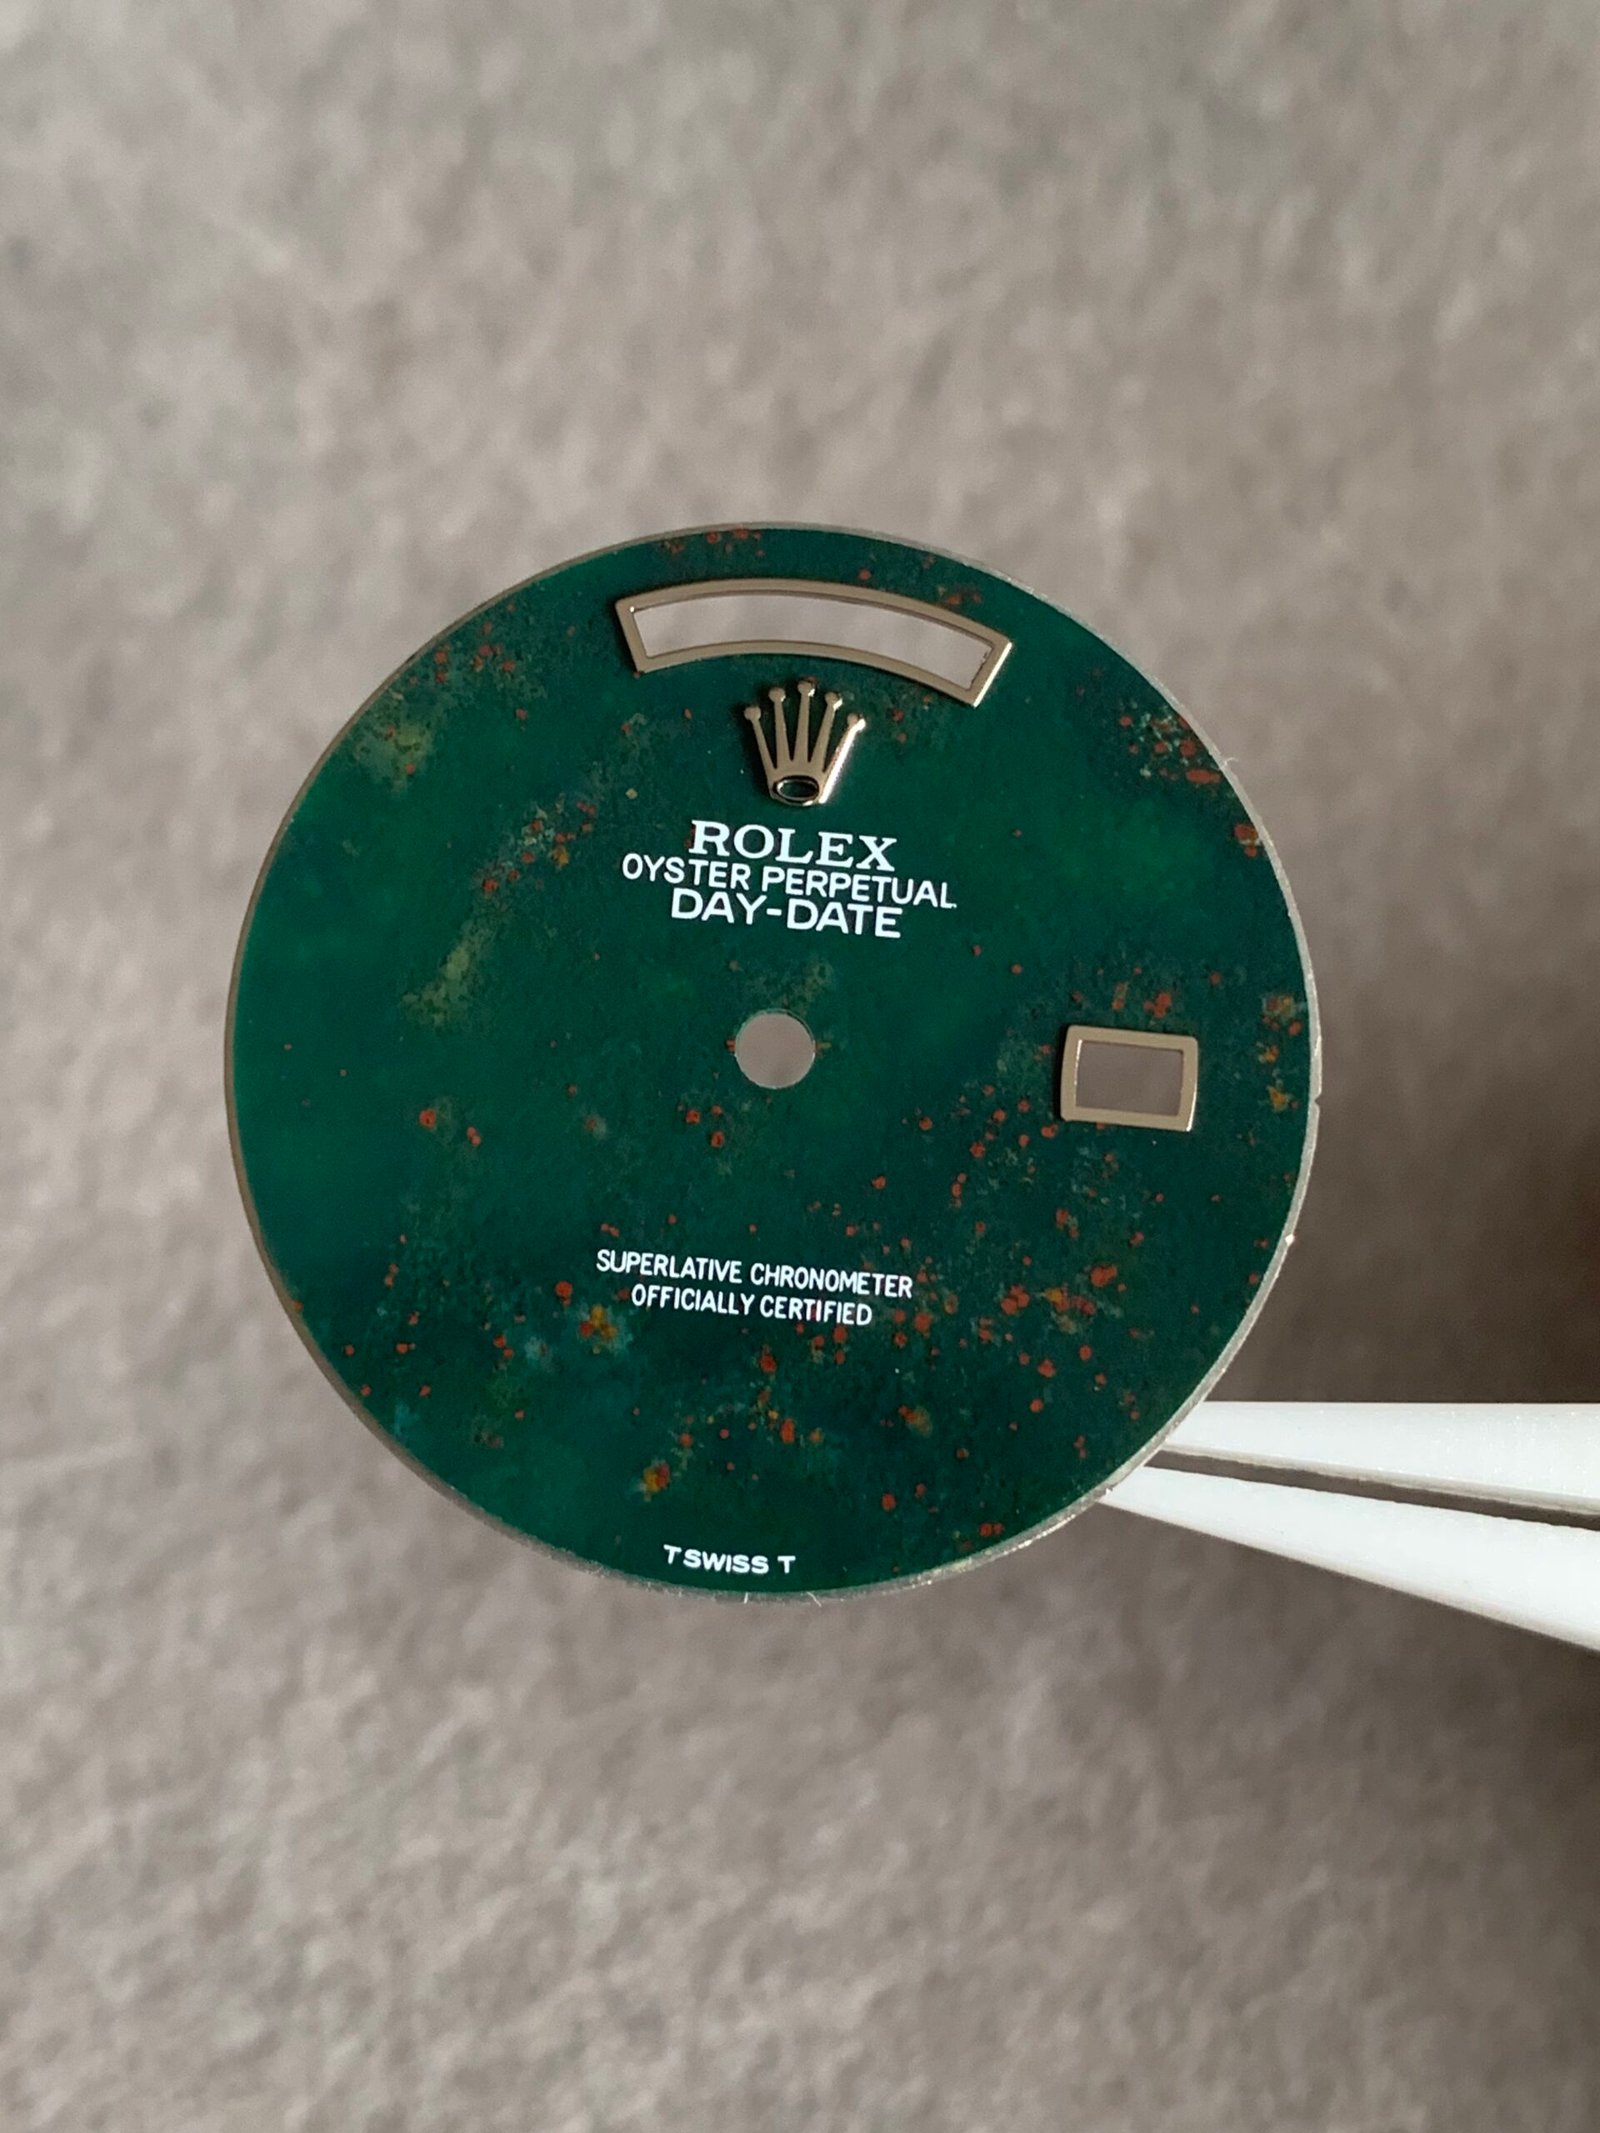 ROLEX
OYSTER PERPETUAL
DAY-DATE
SUPERLATIVE CHRONOMETER
OFFICIALLY CERTIFIED
T SWISS T